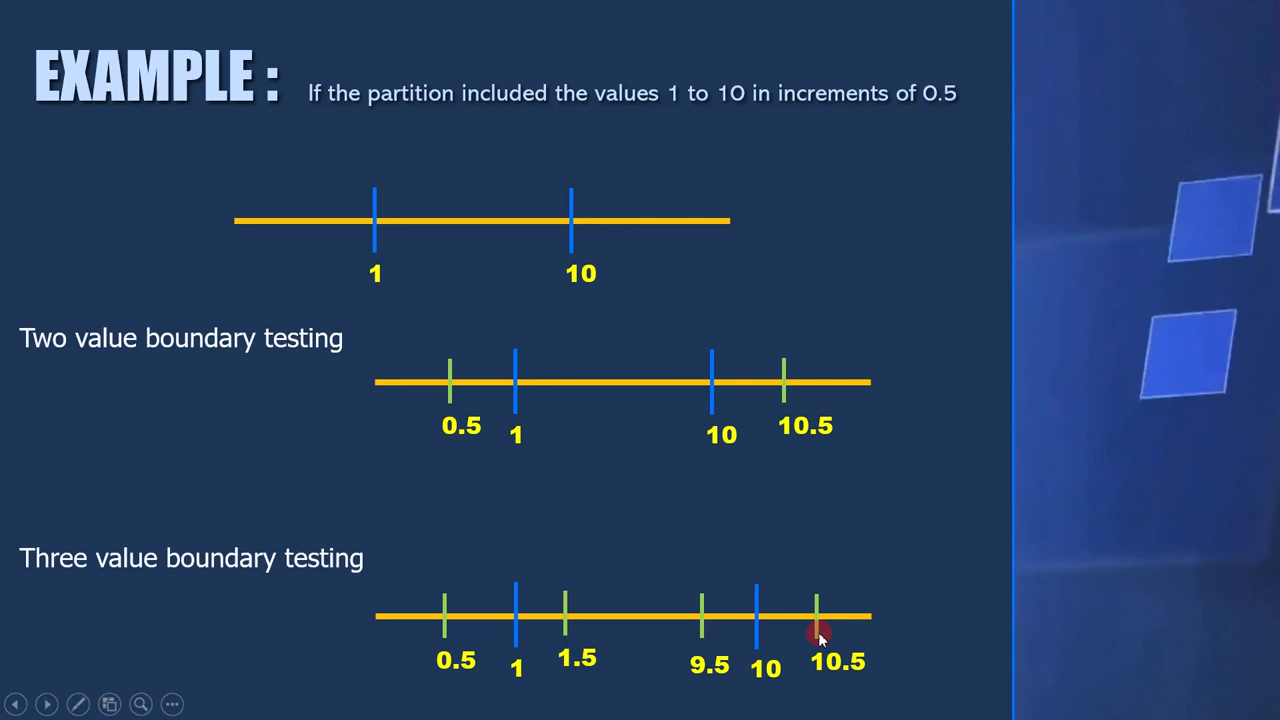 EXAMPLE : If the partition included the values 1 to 10 in increments of 0.5
1 10
Two value boundary testing
0.5 1 10 10.5
Three value boundary testing
0.5 1 1.5 9.5 10 10.5